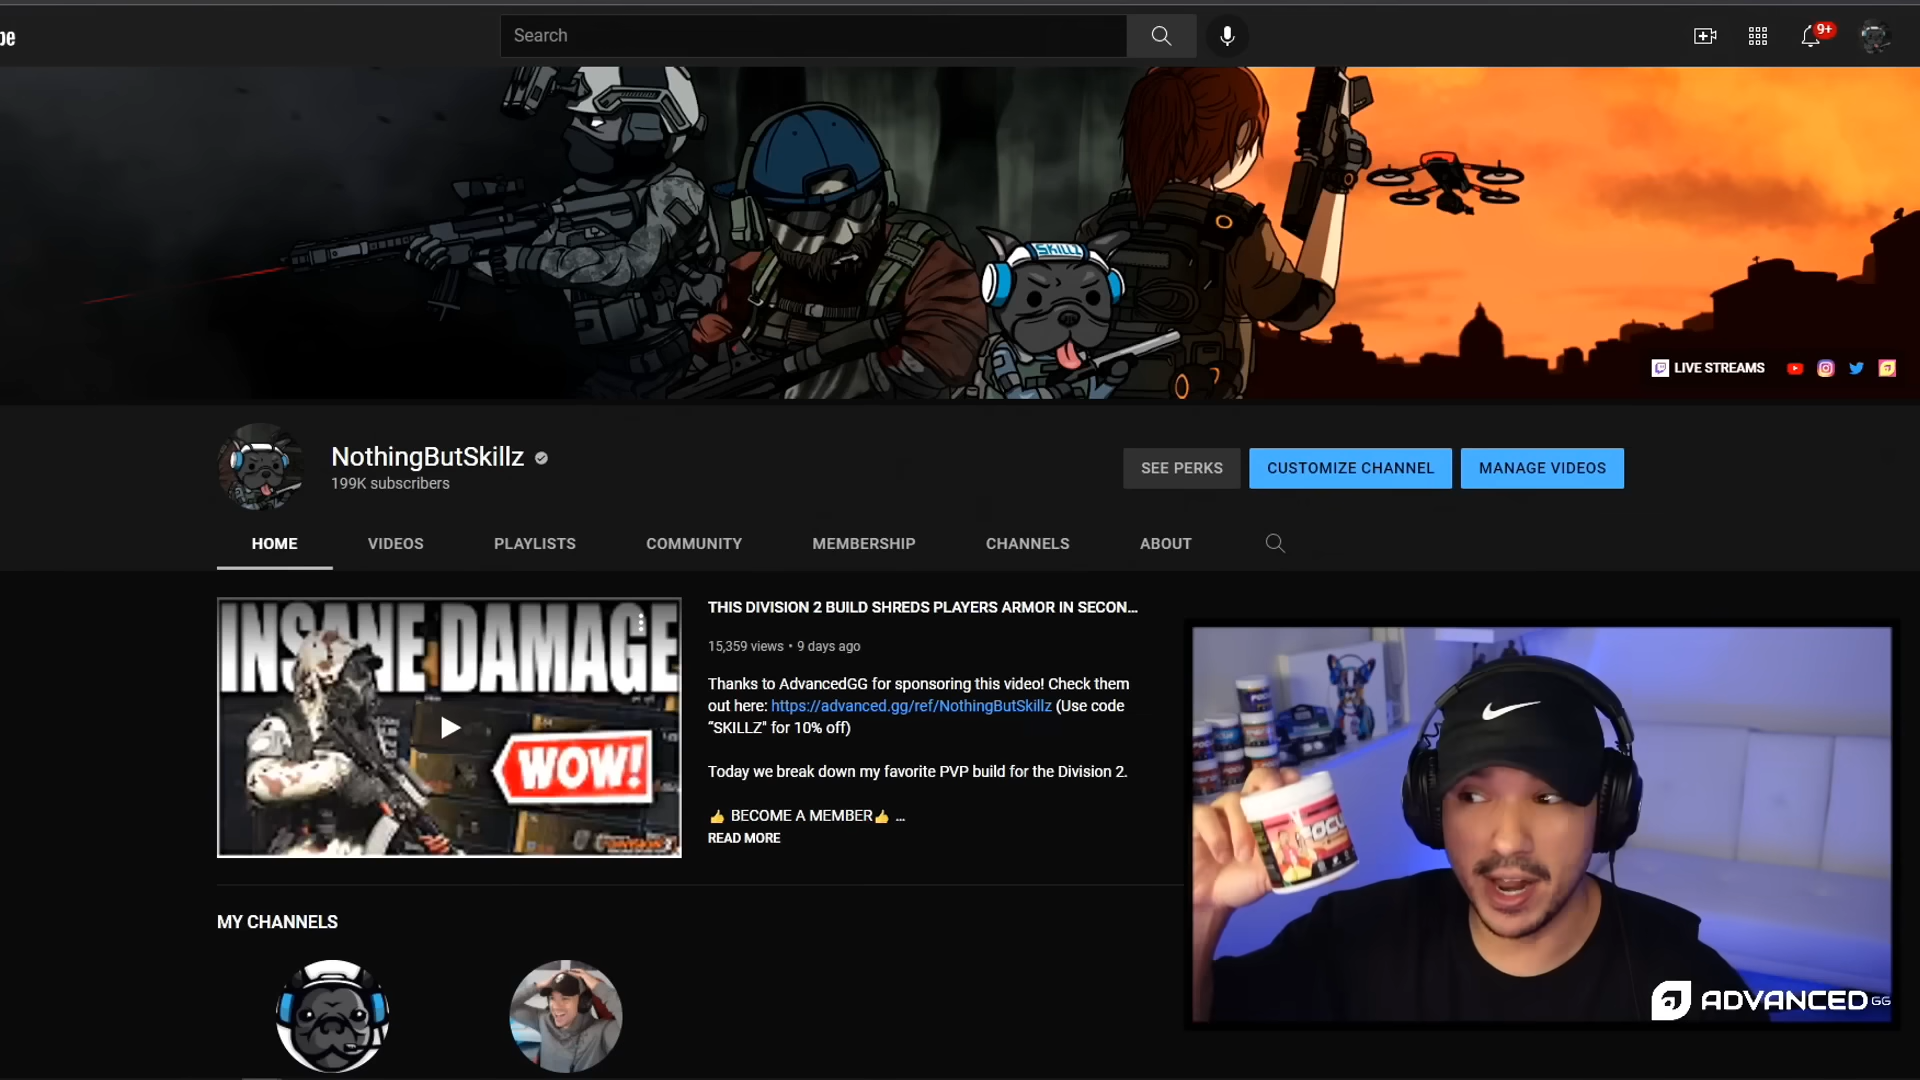 be
Search
9+
SKILLZ
LIVE STREAMS
NothingButSkillz
199K subscribers
SEE PERKS
CUSTOMIZE CHANNEL
MANAGE VIDEOS
HOME
VIDEOS
PLAYLISTS
COMMUNITY
MEMBERSHIP
CHANNELS
ABOUT
INSANE DAMAGE
WOW!
THIS DIVISION 2 BUILD SHREDS PLAYERS ARMOR IN SECON...
15,359 views • 9 days ago
Thanks to AdvancedGG for sponsoring this video! Check them
out here: https://advanced.gg/ref/NothingButSkillz (Use code
“SKILLZ" for 10% off)
Today we break down my favorite PVP build for the Division 2.
👍 BECOME A MEMBER👍 ...
READ MORE
MY CHANNELS
FOCUS
ADVANCED GG